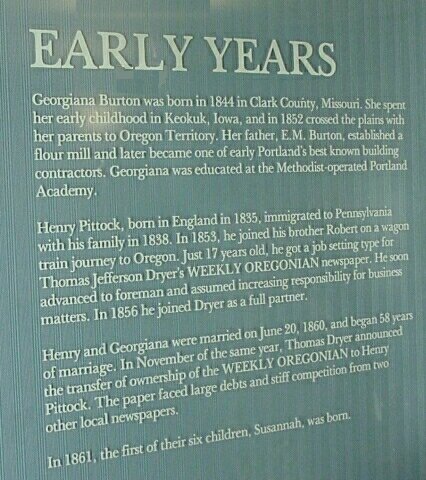 EARLY YEARS
Georgiana Burton was born in 1844 in Clark County, Missouri. She spent
her early childhood in Keokuk, Iowa, and in 1852 crossed the plains with
her parents to Oregon Territory. Her father, E.M. Burton, established a
flour mill and later became one of early Portland's best known building
contractors. Georgiana was educated at the Methodist-operated Portland
Academy.
Henry Pittock, born in England in 1835, immigrated to Pennsylvania
with his family in 1838. In 1853, he joined his brother Robert on a wagon
train journey to Oregon. Just 17 years old, he got a job setting type for
Thomas Jefferson Dryer's WEEKLY OREGONIAN newspaper. He soon
advanced to foreman and assumed increasing responsibility for business
matters. In 1856 he joined Dryer as a full partner.
Henry and Georgiana were married on June 20, 1860, and began 58 years
of marriage. In November of the same year, Thomas Dryer announced
the transfer of ownership of the WEEKLY OREGONIAN to Henry
Pittock. The paper faced large debts and stiff competition from two
other local newspapers.
In 1861, the first of their six children, Susannah, was born.